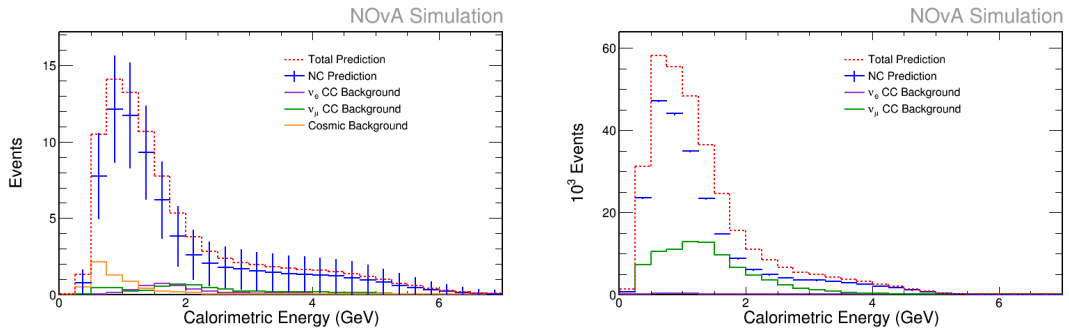 NOvA Simulation
Events
15
10
5
0
Total Prediction
NC Prediction
νe CC Background
νμ CC Background
Cosmic Background
0 2 4 6
Calorimetric Energy (GeV)
NOvA Simulation
10³ Events
60
40
20
0
Total Prediction
NC Prediction
νe CC Background
νμ CC Background
0 2 4 6
Calorimetric Energy (GeV)